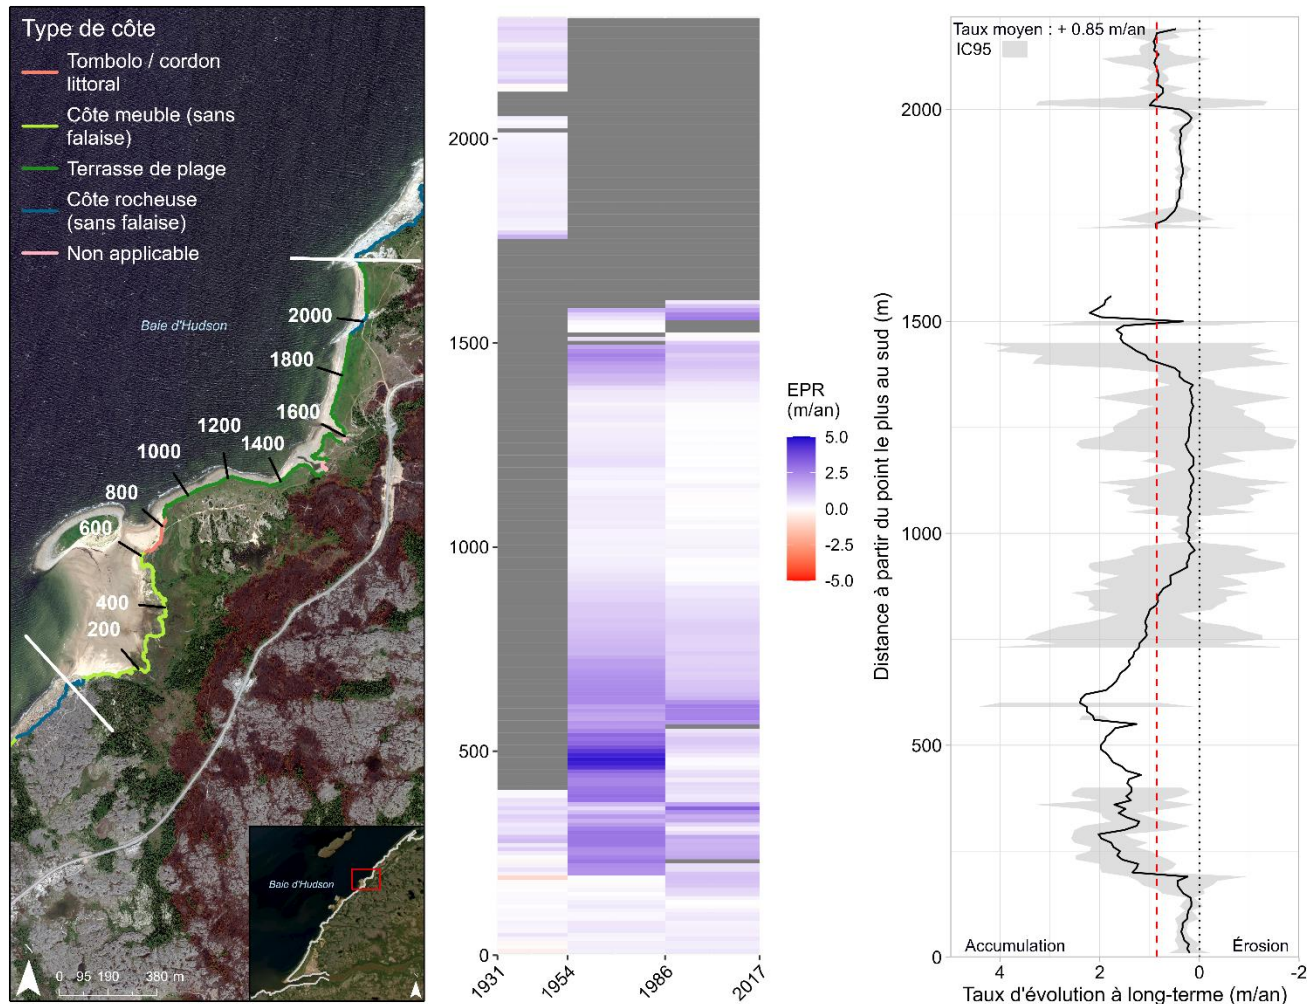 Type de côte
Tombolo / cordon
littoral
Côte meuble (sans
falaise)
Terrasse de plage
Côte rocheuse
(sans falaise)
Non applicable
Baie d'Hudson
2000
1800
1600
1400
1200
1000
800
600
400
200
Baie d'Hudson
0 95 190 380 m
2000
1500
1000
500
0
1931
1954
1986
2017
EPR
(m/an)
5.0
2.5
0.0
-2.5
-5.0
Distance à partir du point le plus au sud (m)
Taux moyen : + 0.85 m/an
IC95
2000
1500
1000
500
0
Accumulation
Érosion
4 2 0 -2
Taux d'évolution à long-terme (m/an)